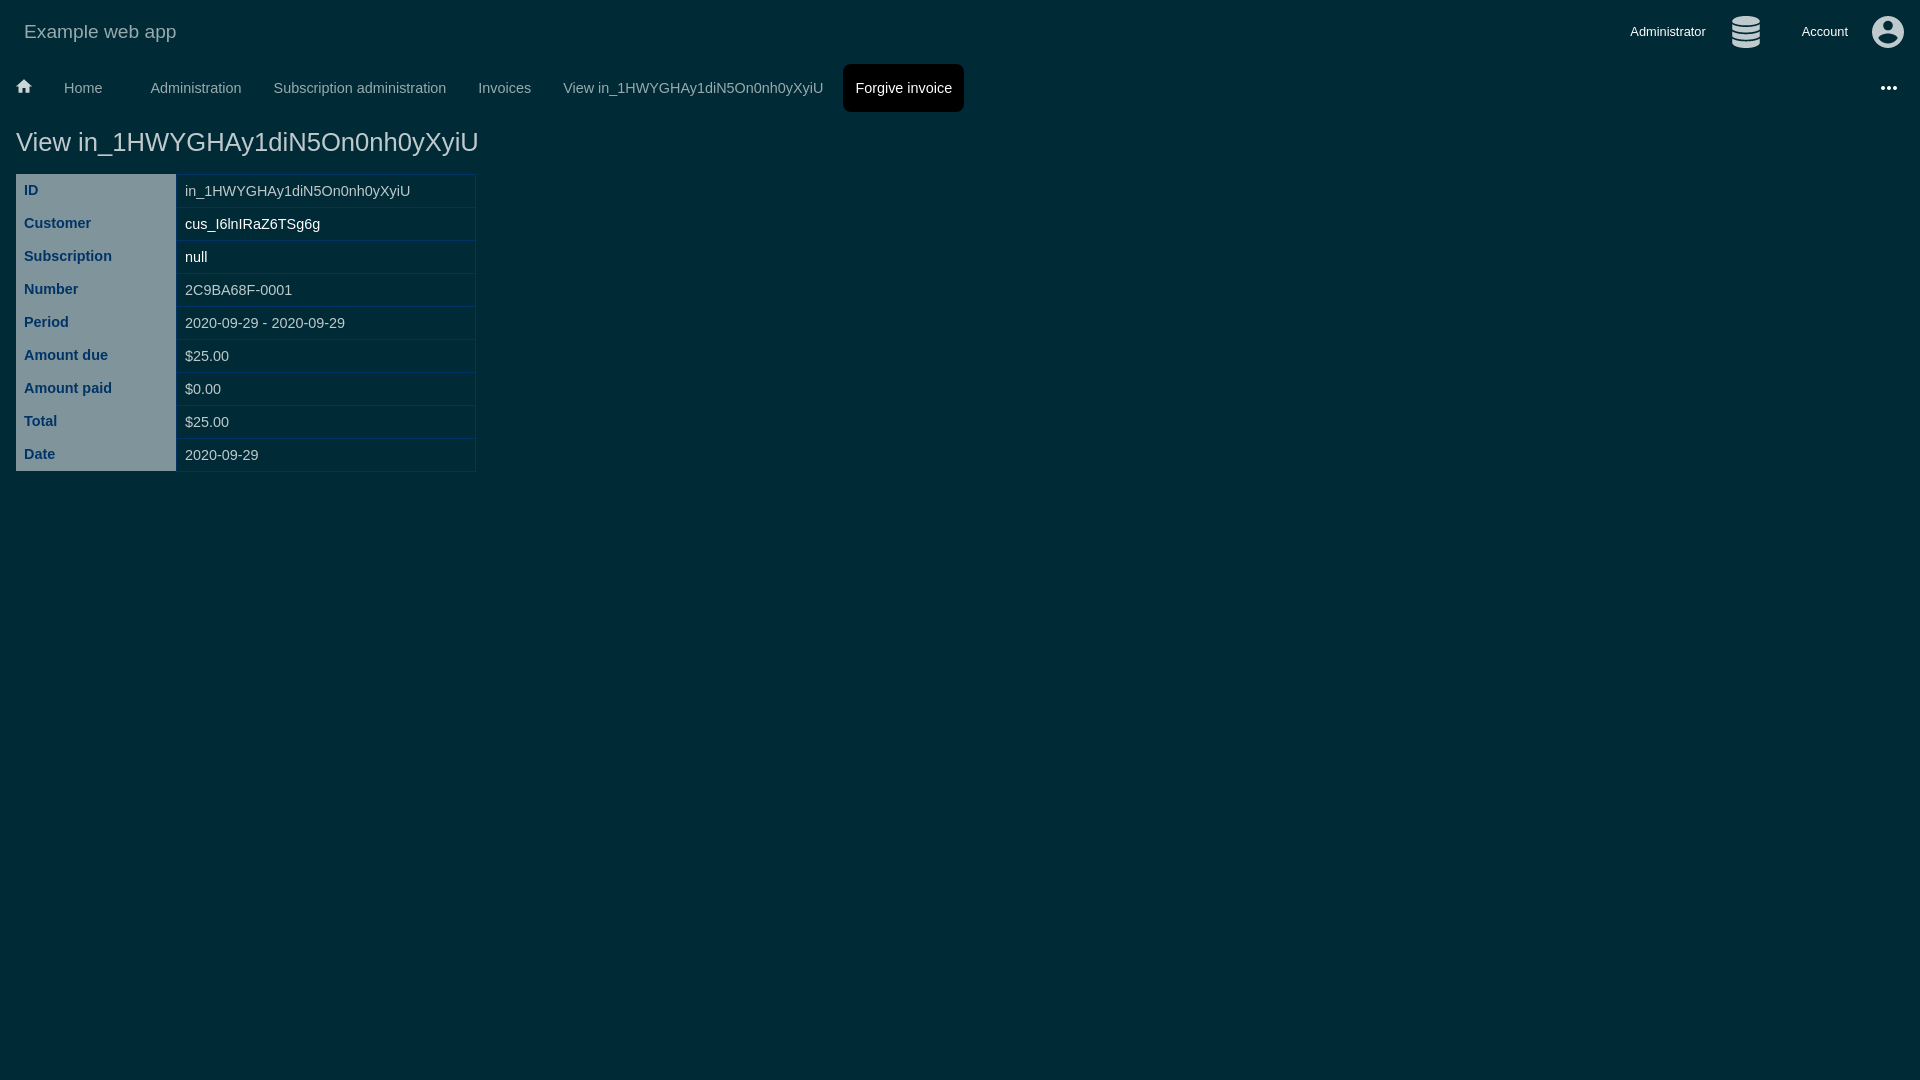 Example web app
Administrator
Account
Home
Administration
Subscription administration
Invoices
View in_1HWYGHAy1diN5On0nh0yXyiU
Forgive invoice
View in_1HWYGHAy1diN5On0nh0yXyiU
ID in_1HWYGHAy1diN5On0nh0yXyiU
Customer cus_I6lnIRaZ6TSg6g
Subscription null
Number 2C9BA68F-0001
Period 2020-09-29 - 2020-09-29
Amount due $25.00
Amount paid $0.00
Total $25.00
Date 2020-09-29